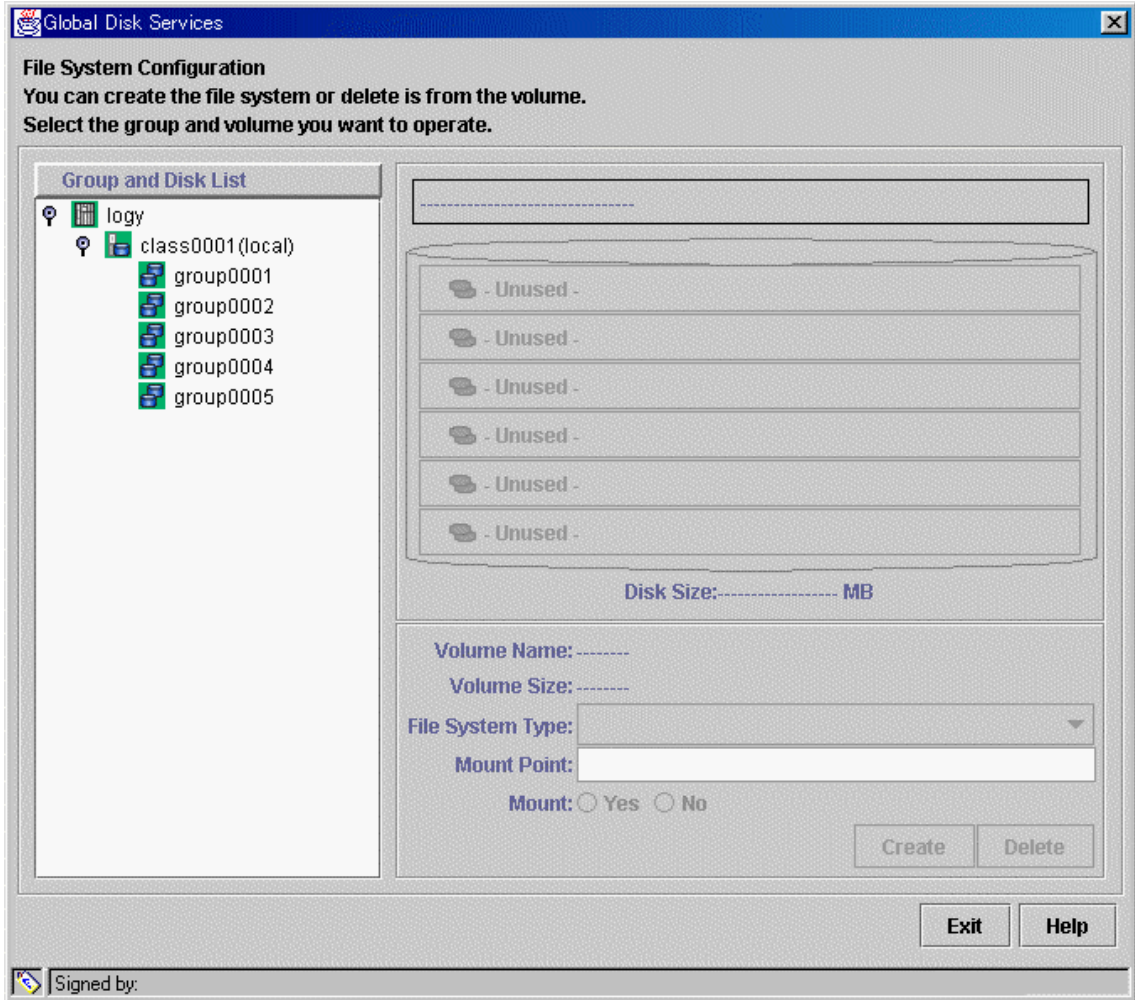 Global Disk Services
File System Configuration
You can create the file system or delete is from the volume.
Select the group and volume you want to operate.
Group and Disk List
logy
class0001(local)
group0001
group0002
group0003
group0004
group0005
--------------------------------
- Unused -
- Unused -
- Unused -
- Unused -
- Unused -
- Unused -
Disk Size:------------------ MB
Volume Name:--------
Volume Size:--------
File System Type:
Mount Point:
Mount: Yes No
Create Delete
Exit Help
Signed by: